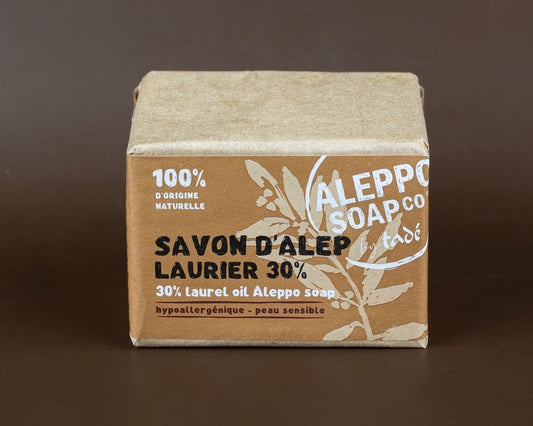 100%
D'ORIGINE
NATURELLE
ALEPPO
SOAP CO
by tadé
SAVON D'ALEP
LAURIER 30%
30% laurel oil Aleppo soap
hypoallergénique - peau sensible